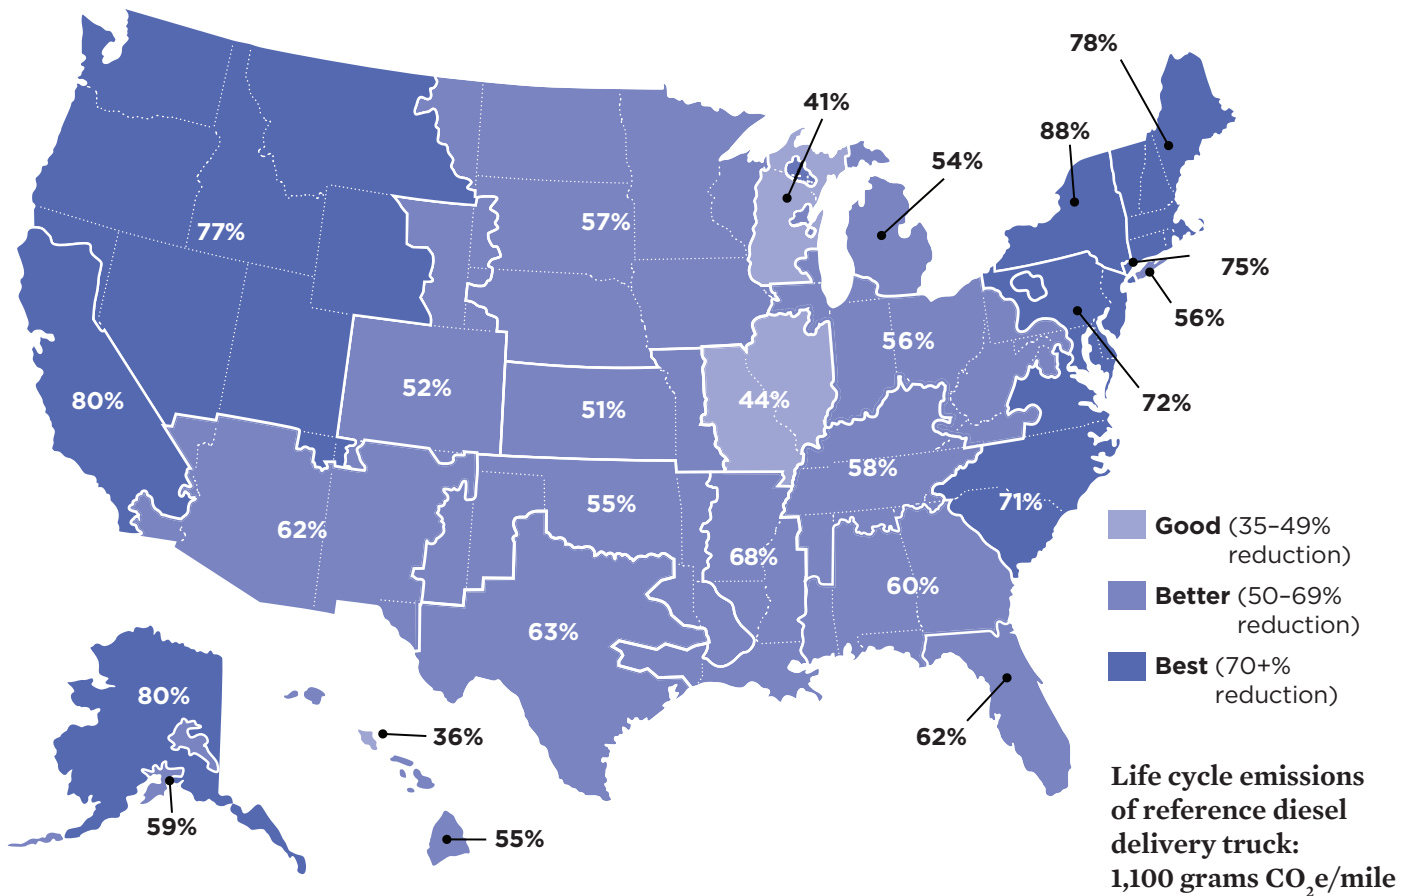 78%
41%
88%
54%
57%
77%
75%
56%
56%
52%
80%
51%
44%
72%
58%
71%
55%
62%
68%
60%
63%
Good (35–49%
reduction)
Better (50–69%
reduction)
Best (70+%
reduction)
80%
36%
62%
59%
55%
Life cycle emissions
of reference diesel
delivery truck:
1,100 grams CO₂e/mile